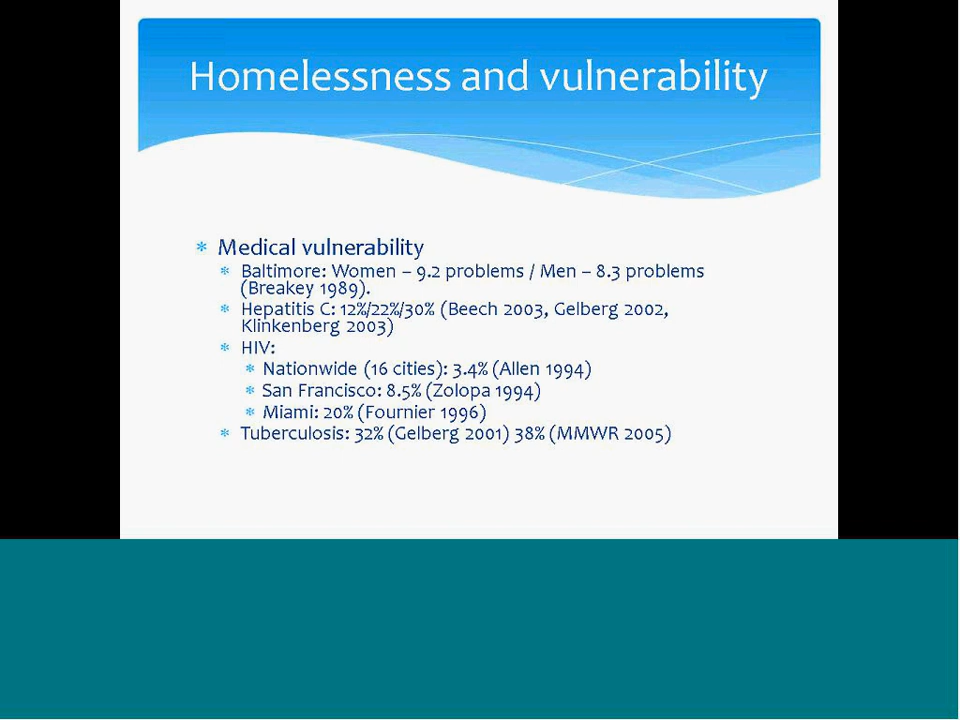 Homelessness and vulnerability
* Medical vulnerability
* Baltimore: Women – 9.2 problems / Men – 8.3 problems
(Breakey 1989).
* Hepatitis C: 12%/22%/30% (Beech 2003, Gelberg 2002,
Klinkenberg 2003)
* HIV:
* Nationwide (16 cities): 3.4% (Allen 1994)
* San Francisco: 8.5% (Zolopa 1994)
* Miami: 20% (Fournier 1996)
* Tuberculosis: 32% (Gelberg 2001) 38% (MMWR 2005)